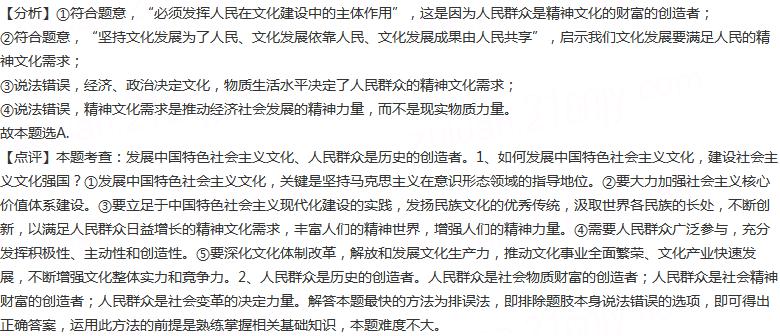 【分析】①符合题意，“必须发挥人民在文化建设中的主体作用”，这是因为人民群众是精神文化的财富的创造者；
②符合题意，“坚持文化发展为了人民、文化发展依靠人民、文化发展成果由人民共享”，启示我们文化发展要满足人民的精
神文化需求；
③说法错误，经济、政治决定文化，物质生活水平决定了人民群众的精神文化需求；
④说法错误，精神文化需求是推动经济社会发展的精神力量，而不是现实物质力量。
故本题选A.
【点评】本题考查：发展中国特色社会主义文化、人民群众是历史的创造者。1、如何发展中国特色社会主义文化，建设社会主
义文化强国？①发展中国特色社会主义文化，关键是坚持马克思主义在意识形态领域的指导地位。②要大力加强社会主义核心
价值体系建设。③要立足于中国特色社会主义现代化建设的实践，发扬民族文化的优秀传统，汲取世界各民族的长处，不断创
新，以满足人民群众日益增长的精神文化需求，丰富人们的精神世界，增强人们的精神力量。④需要人民群众广泛参与，充分
发挥积极性、主动性和创造性。⑤要深化文化体制改革，解放和发展文化生产力，推动文化事业全面繁荣、文化产业快速发
展，不断增强文化整体实力和竞争力。2、人民群众是历史的创造者。人民群众是社会物质财富的创造者；人民群众是社会精神
财富的创造者；人民群众是社会变革的决定力量。解答本题最快的方法为排误法，即排除题肢本身说法错误的选项，即可得出
正确答案，运用此方法的前提是熟练掌握相关基础知识，本题难度不大。